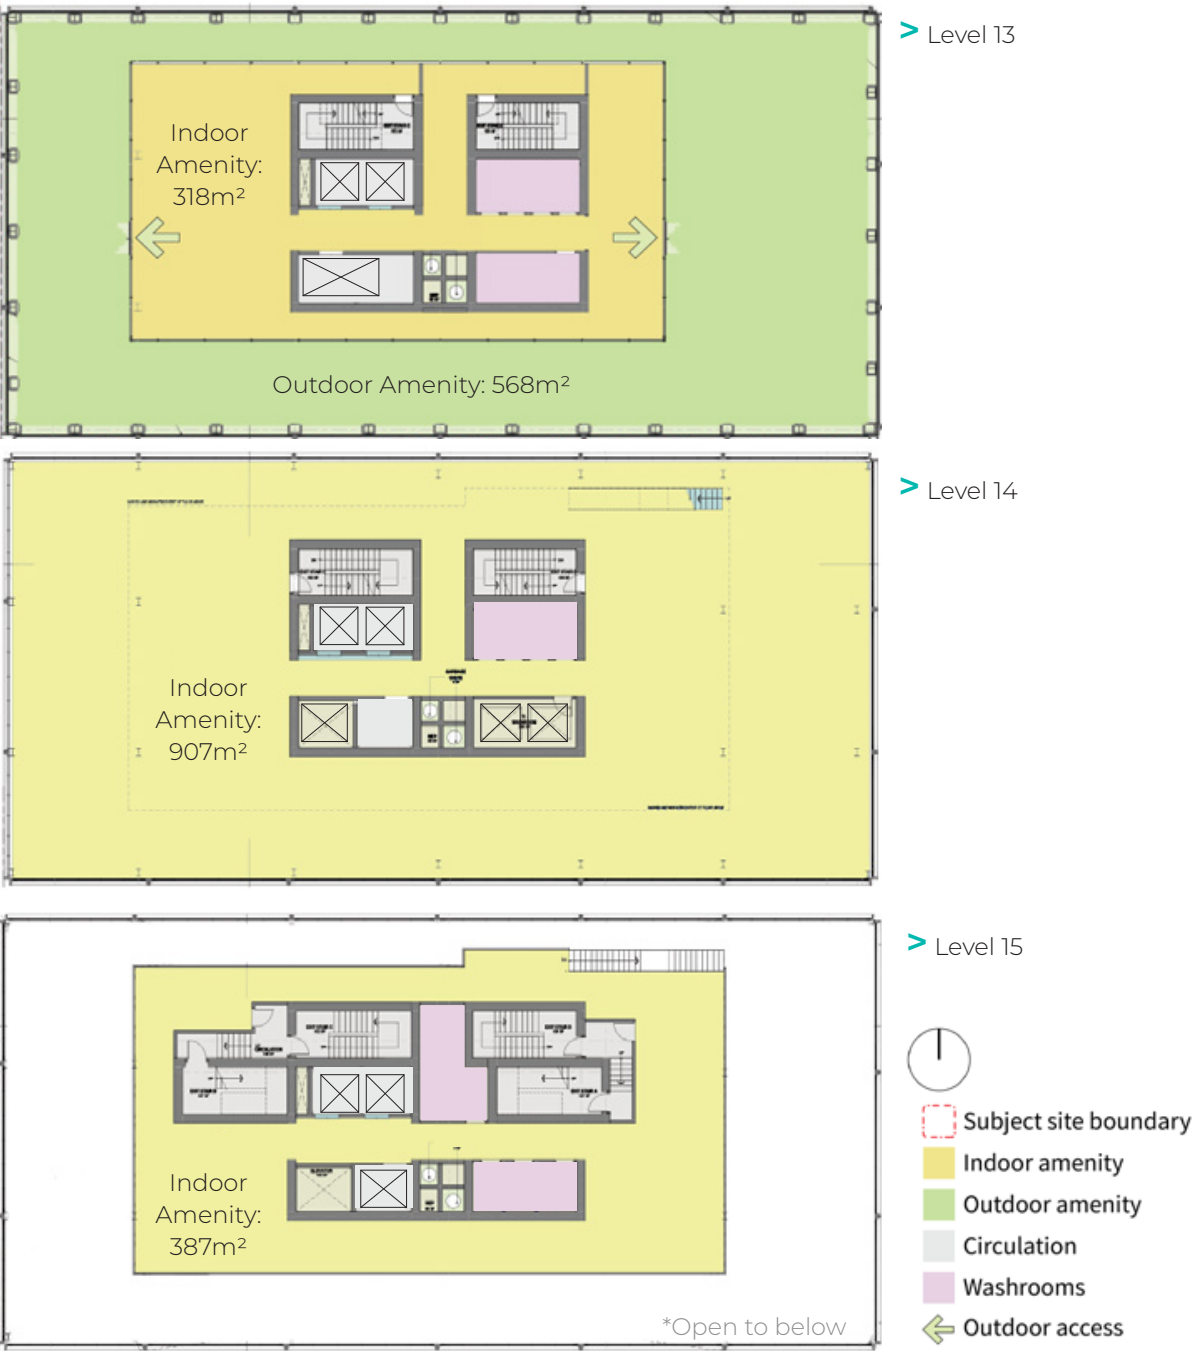 > Level 13
Indoor
Amenity:
318m²
Outdoor Amenity: 568m²
> Level 14
Indoor
Amenity:
907m²
> Level 15
Indoor
Amenity:
387m²
*Open to below
Subject site boundary
Indoor amenity
Outdoor amenity
Circulation
Washrooms
Outdoor access